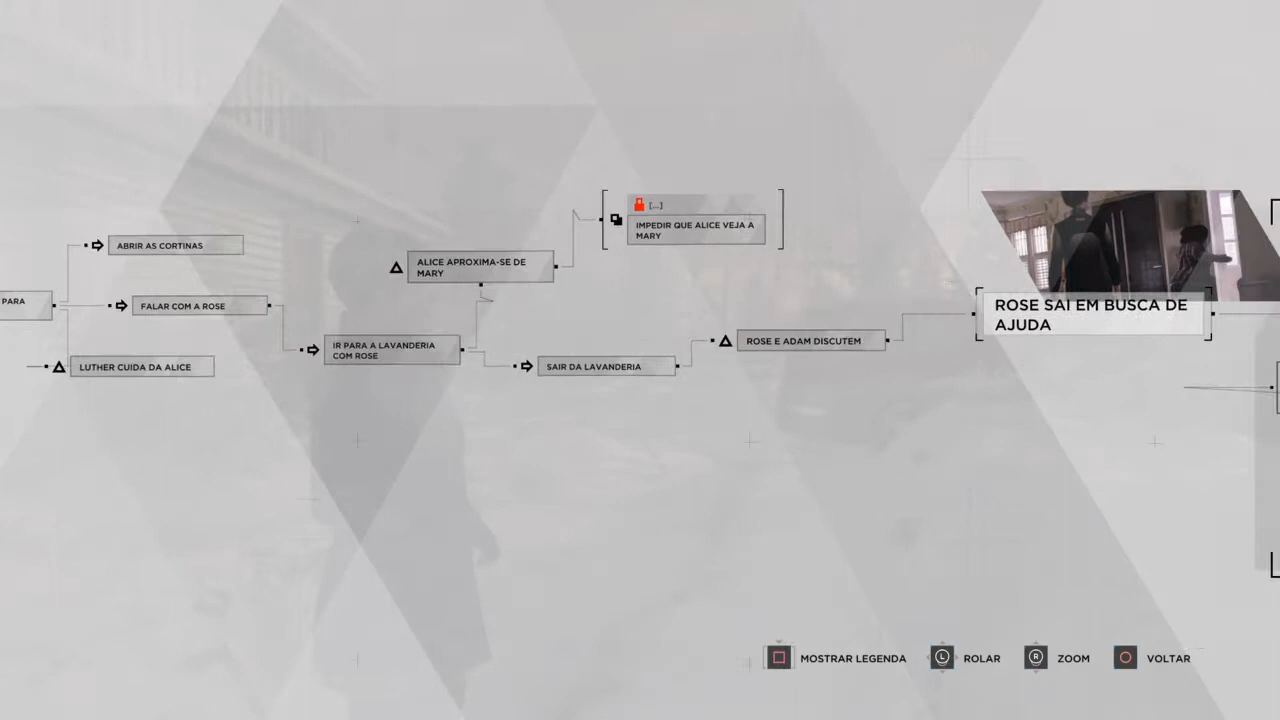 [...]
IMPEDIR QUE ALICE VEJA A
MARY
ABRIR AS CORTINAS
ALICE APROXIMA-SE DE
MARY
PARA
FALAR COM A ROSE
ROSE SAI EM BUSCA DE
AJUDA
IR PARA A LAVANDERIA
COM ROSE
ROSE E ADAM DISCUTEM
LUTHER CUIDA DA ALICE
SAIR DA LAVANDERIA
MOSTRAR LEGENDA
L
ROLAR
R
ZOOM
VOLTAR